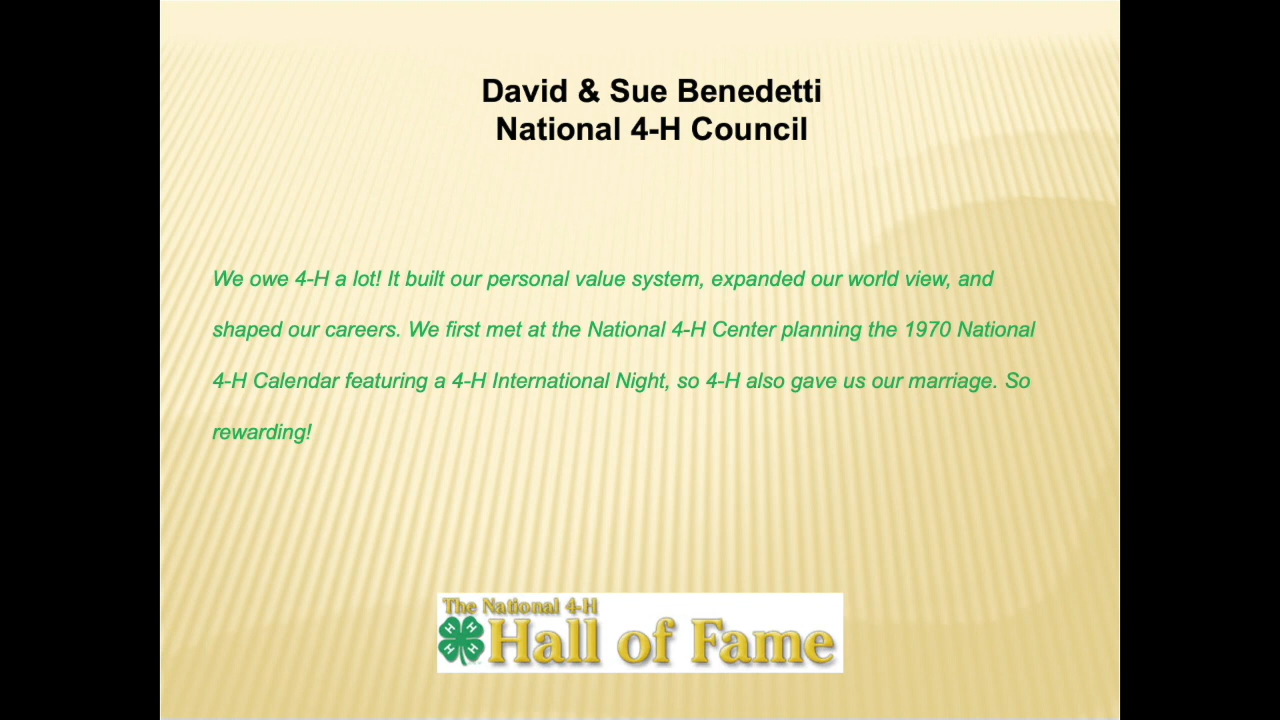 David & Sue Benedetti
National 4-H Council
We owe 4-H a lot! It built our personal value system, expanded our world view, and
shaped our careers. We first met at the National 4-H Center planning the 1970 National
4-H Calendar featuring a 4-H International Night, so 4-H also gave us our marriage. So
rewarding!
The National 4-H
H H
H H
Hall of Fame